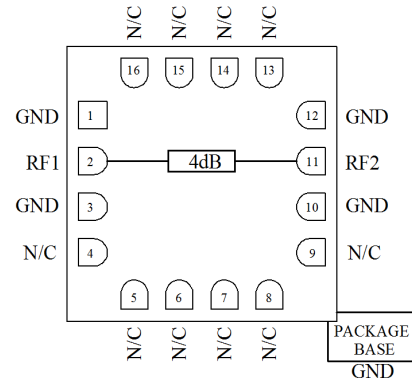 N/C N/C N/C N/C
16 15 14 13
GND 1 12 GND
RF1 2 4dB 11 RF2
GND 3 10 GND
N/C 4 9 N/C
5 6 7 8
N/C N/C N/C N/C
PACKAGE
BASE
GND